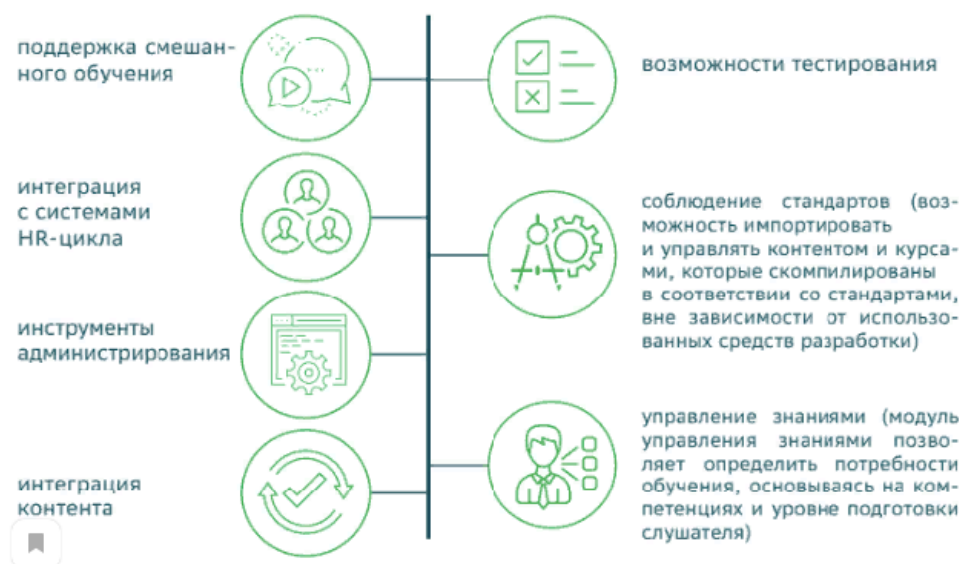 поддержка смешан-
ного обучения
интеграция
с системами
HR-цикла
инструменты
администрирования
интеграция
контента
возможности тестирования
соблюдение стандартов (воз-
можность импортировать
и управлять контентом и курса-
ми, которые скомпилированы
в соответствии со стандартами,
вне зависимости от использо-
ванных средств разработки)
управление знаниями (модуль
управления знаниями позво-
ляет определить потребности
обучения, основываясь на ком-
петенциях и уровне подготовки
слушателя)